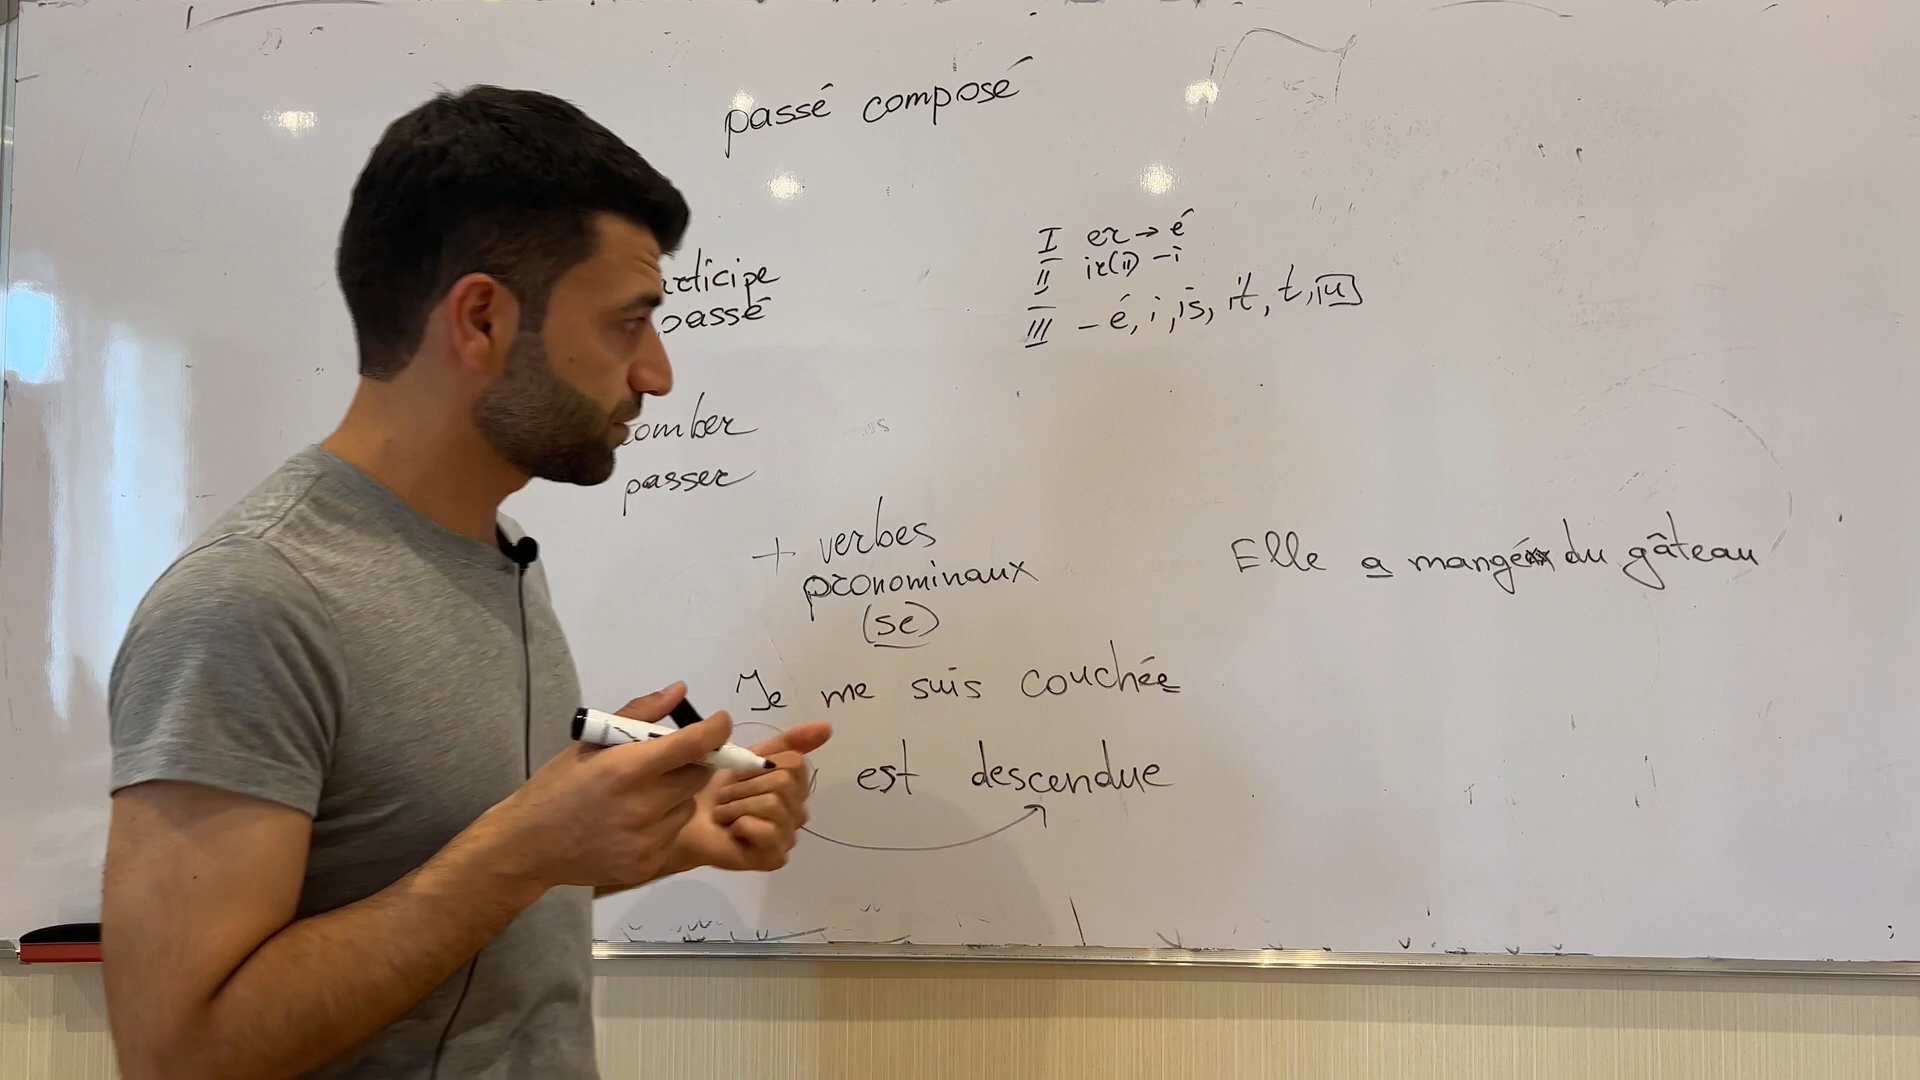 passé composé
I er → é
II ir(ii) -i
III - é, i, is, it, t, [u]
passé
passer
+ verbes
pronominaux
(se)
Elle a mangé du gâteau
Je me suis couchée
est descendue